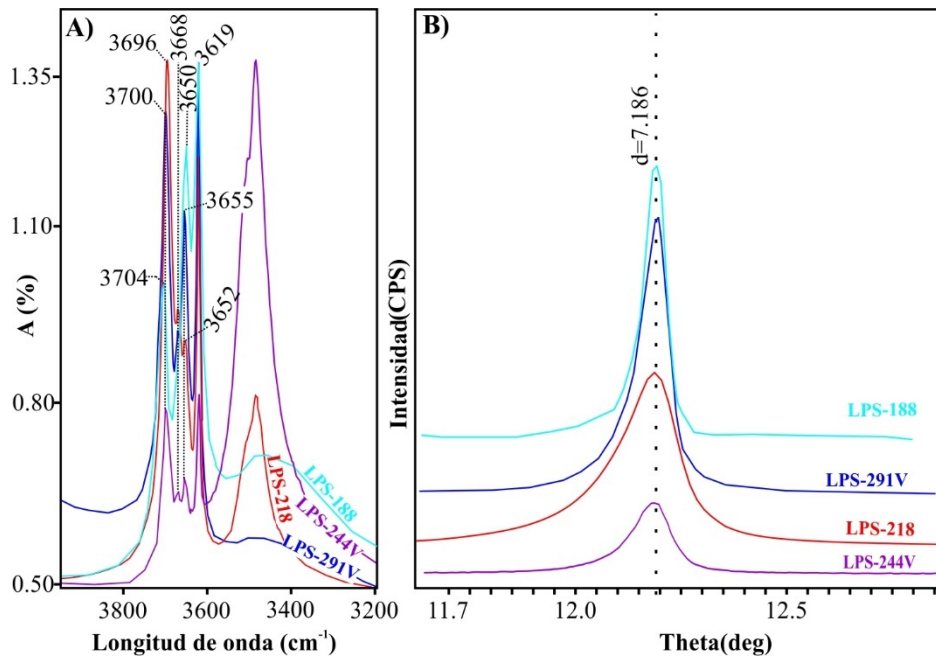 A)
3696
3668
3650
3619
3700
3655
3704
3652
1.35
1.10
0.80
0.50
A (%)
LPS-188
LPS-218
LPS-244V
LPS-291V
3800
3600
3400
3200
Longitud de onda (cm-1)
B)
d=7.186
Intensidad(CPS)
LPS-188
LPS-291V
LPS-218
LPS-244V
11.7
12.0
12.5
Theta(deg)